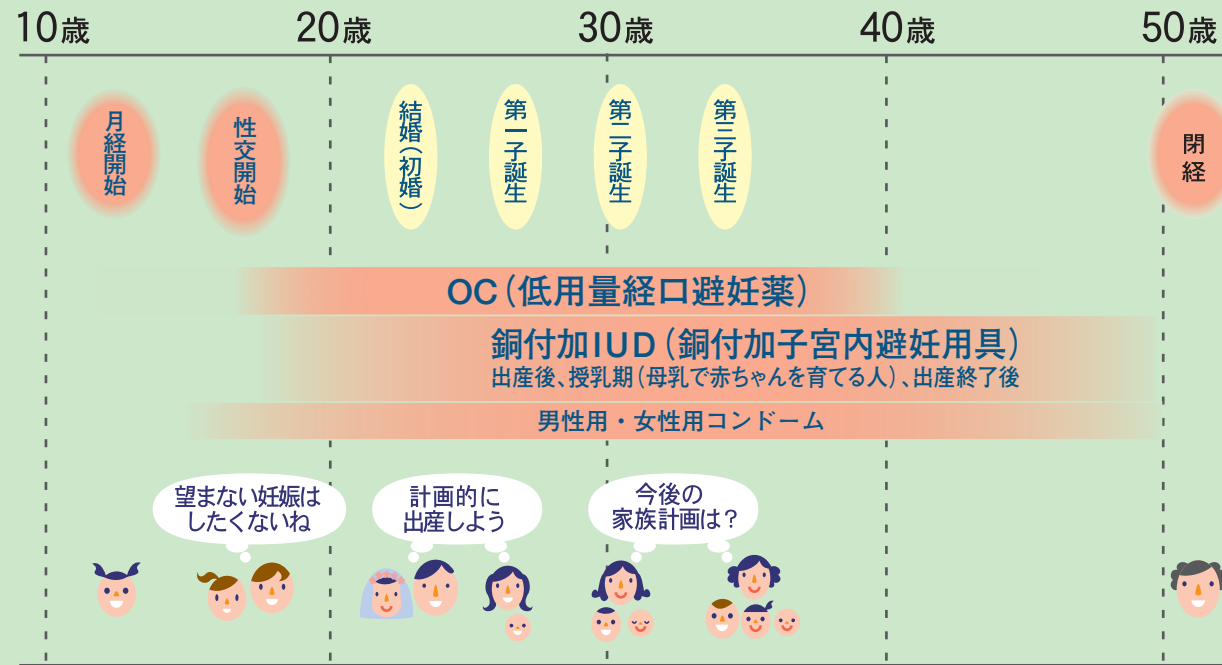 10歳 20歳 30歳 40歳 50歳
月経開始
性交開始
結婚（初婚）
第一子誕生
第二子誕生
第三子誕生
閉経
OC（低用量経口避妊薬）
銅付加IUD（銅付加子宮内避妊用具）
出産後、授乳期（母乳で赤ちゃんを育てる人）、出産終了後
男性用・女性用コンドーム
望まない妊娠は
したくないね
計画的に
出産しよう
今後の
家族計画は？